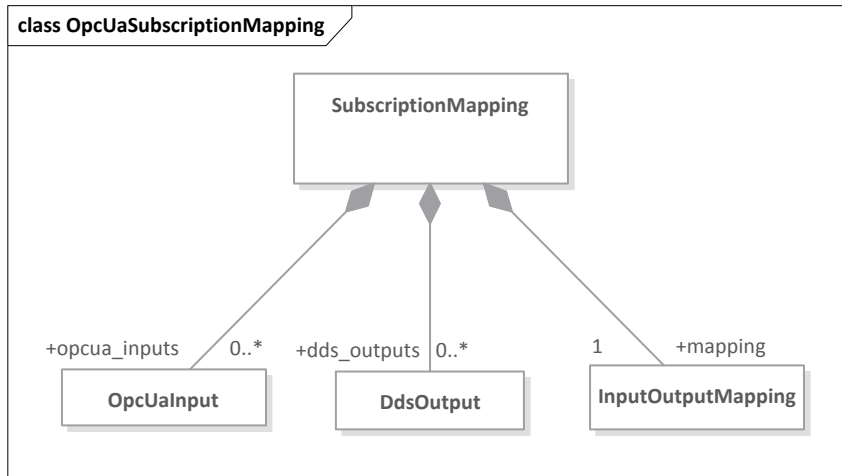 class OpcUaSubscriptionMapping
SubscriptionMapping
+opcua_inputs 0..* +dds_outputs 0..* 1 +mapping
OpcUaInput DdsOutput InputOutputMapping